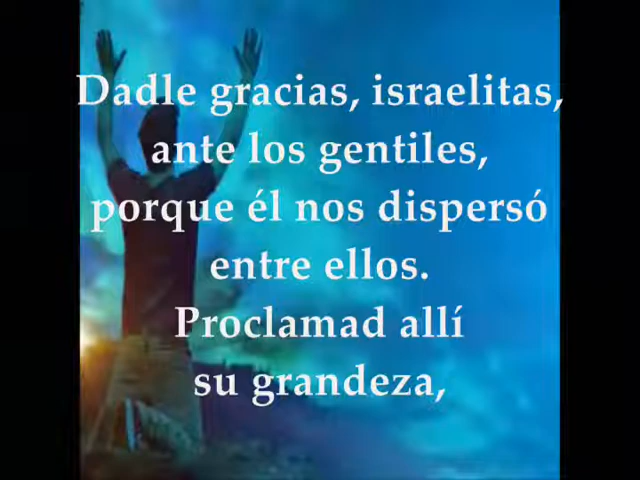 Dadle gracias, israelitas,
ante los gentiles,
porque él nos dispersó
entre ellos.
Proclamad allí
su grandeza,